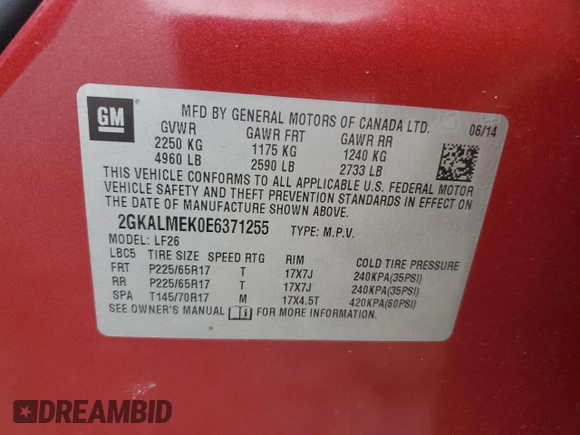 GM
MFD BY GENERAL MOTORS OF CANADA LTD. 06/14
GVWR GAWR FRT GAWR RR
2250 KG 1175 KG 1240 KG
4960 LB 2590 LB 2733 LB
THIS VEHICLE CONFORMS TO ALL APPLICABLE U.S. FEDERAL MOTOR
VEHICLE SAFETY AND THEFT PREVENTION STANDARDS IN EFFECT ON
THE DATE OF MANUFACTURE SHOWN ABOVE.
2GKALMEK0E6371255 TYPE: M.P.V.
MODEL: LF26
LBC5 TIRE SIZE SPEED RTG RIM COLD TIRE PRESSURE
FRT P225/65R17 T 17X7J 240KPA(35PSI)
RR P225/65R17 T 17X7J 240KPA(35PSI)
SPA T145/70R17 M 17X4.5T 420KPA(60PSI)
SEE OWNER'S MANUAL i FOR MORE INFORMATION.
DREAMBID